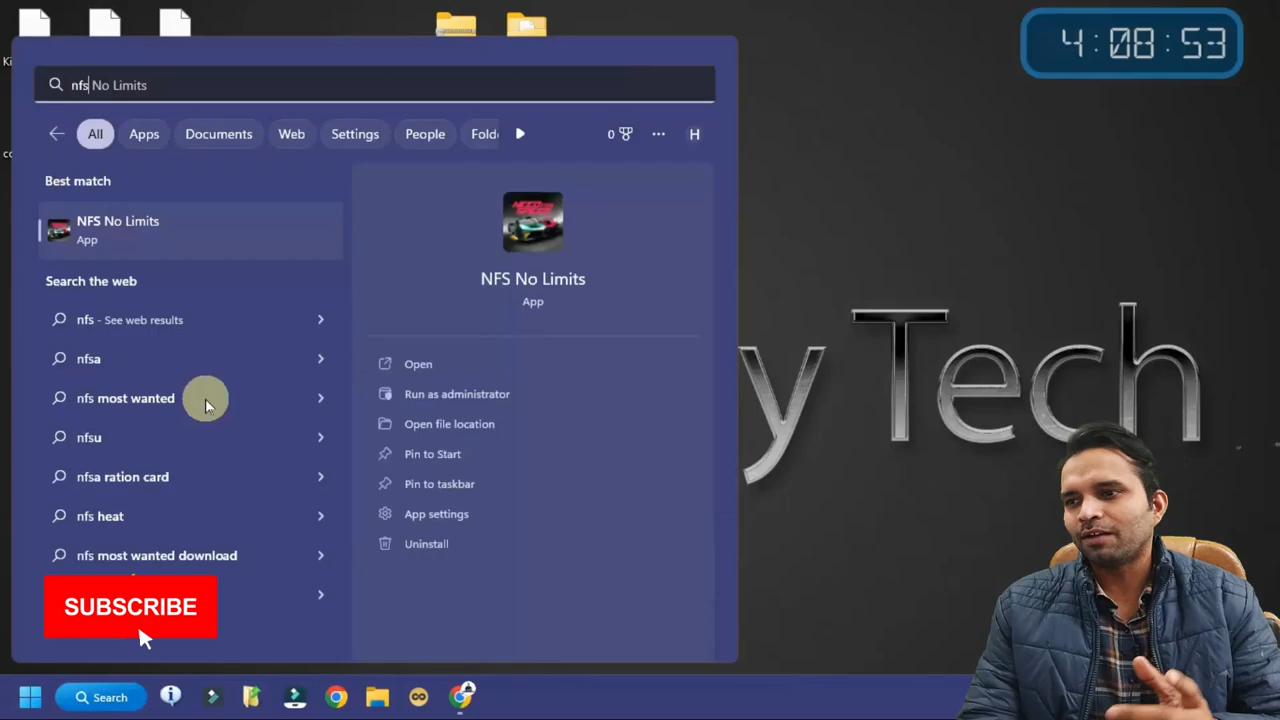 4:08:53
nfs No Limits
All Apps Documents Web Settings People Fold 0 H
Best match
NFS No Limits
App
Search the web
nfs - See web results
nfsa
nfs most wanted
nfsu
nfsa ration card
nfs heat
nfs most wanted download
NFS No Limits
App
Open
Run as administrator
Open file location
Pin to Start
Pin to taskbar
App settings
Uninstall
y Tech
SUBSCRIBE
Search